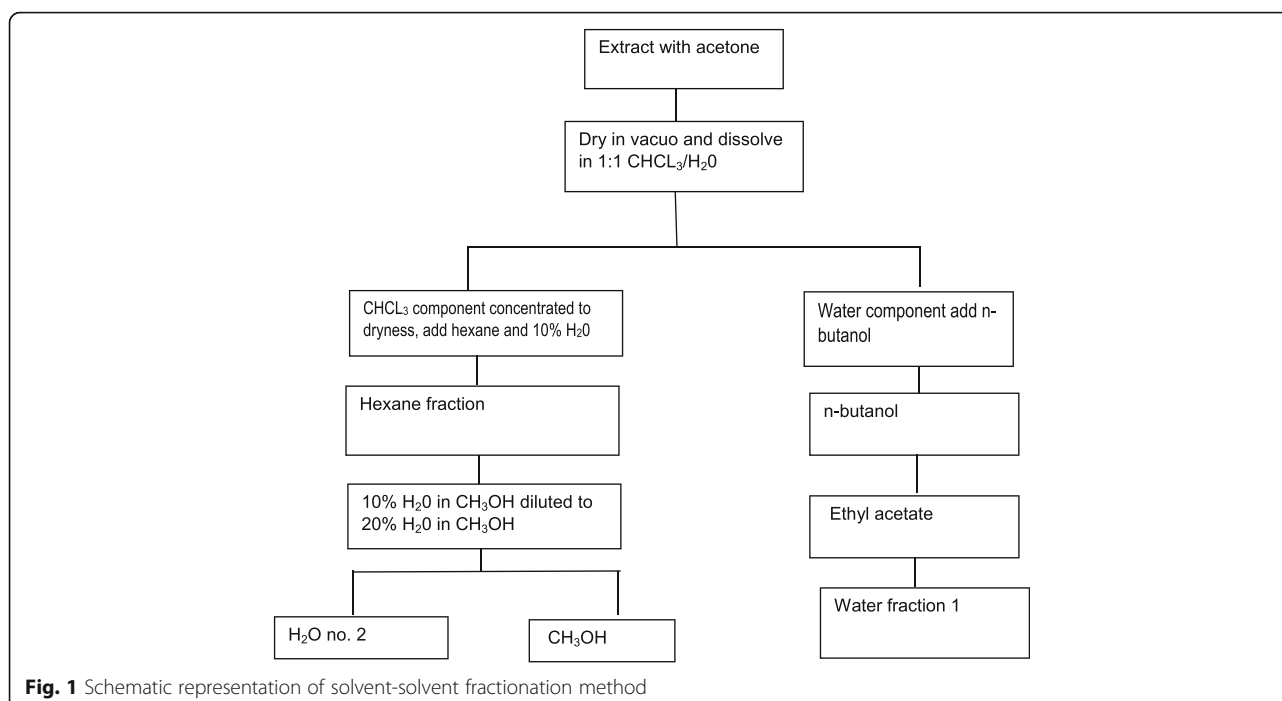 Extract with acetone
Dry in vacuo and dissolve
in 1:1 CHCL₃/H₂0
CHCL₃ component concentrated to
dryness, add hexane and 10% H₂0
Hexane fraction
10% H₂0 in CH₃OH diluted to
20% H₂0 in CH₃OH
H₂O no. 2
CH₃OH
Water component add n-
butanol
n-butanol
Ethyl acetate
Water fraction 1
Fig. 1 Schematic representation of solvent-solvent fractionation method